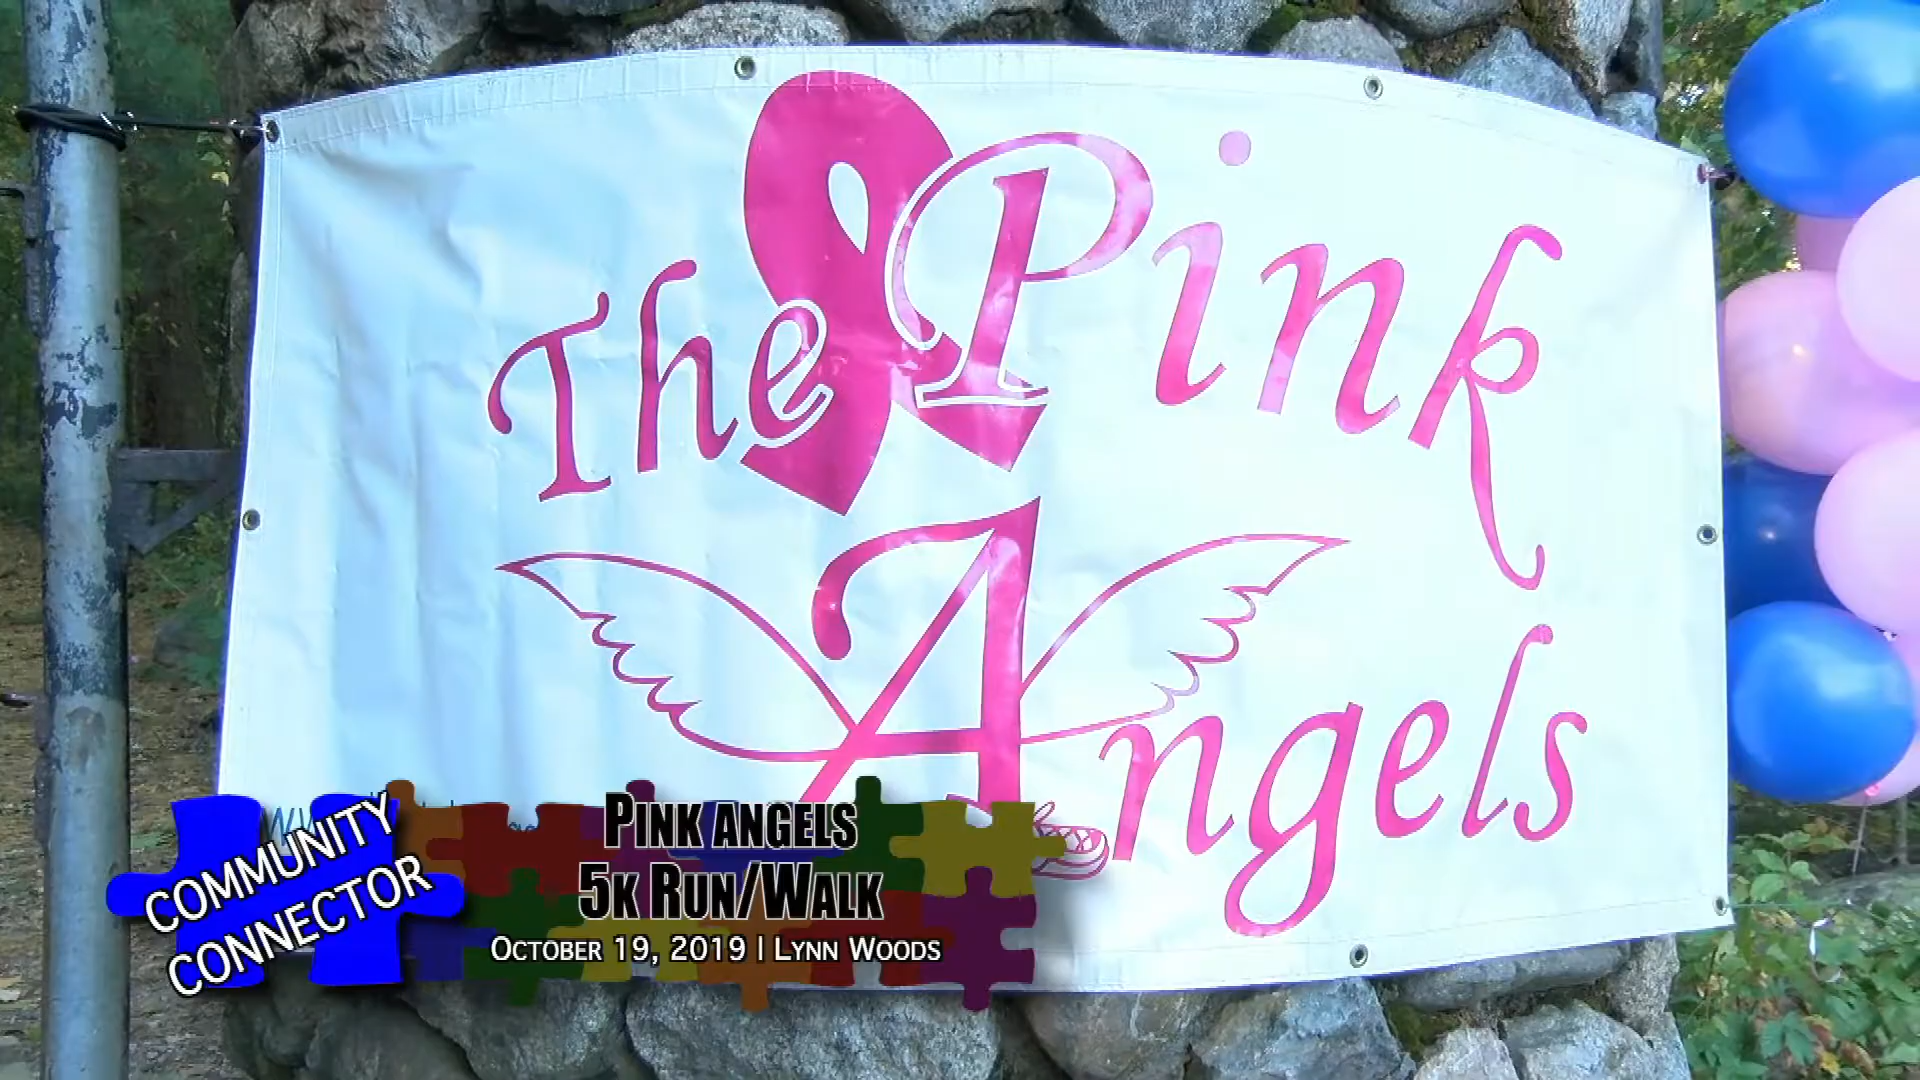 The Pink
Angels
COMMUNITY
CONNECTOR
PINK ANGELS
5K RUN/WALK
OCTOBER 19, 2019 | LYNN WOODS